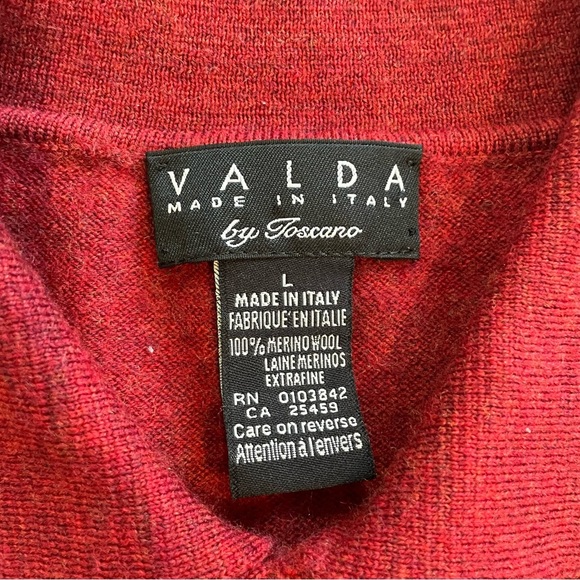 VALDA
MADE IN ITALY
by Toscano
L
MADE IN ITALY
FABRIQUE' EN ITALIE
100% MERINO WOOL
LAINE MERINOS
EXTRAFINE
RN 0103842
CA 25459
Care on reverse
Attention à l'envers